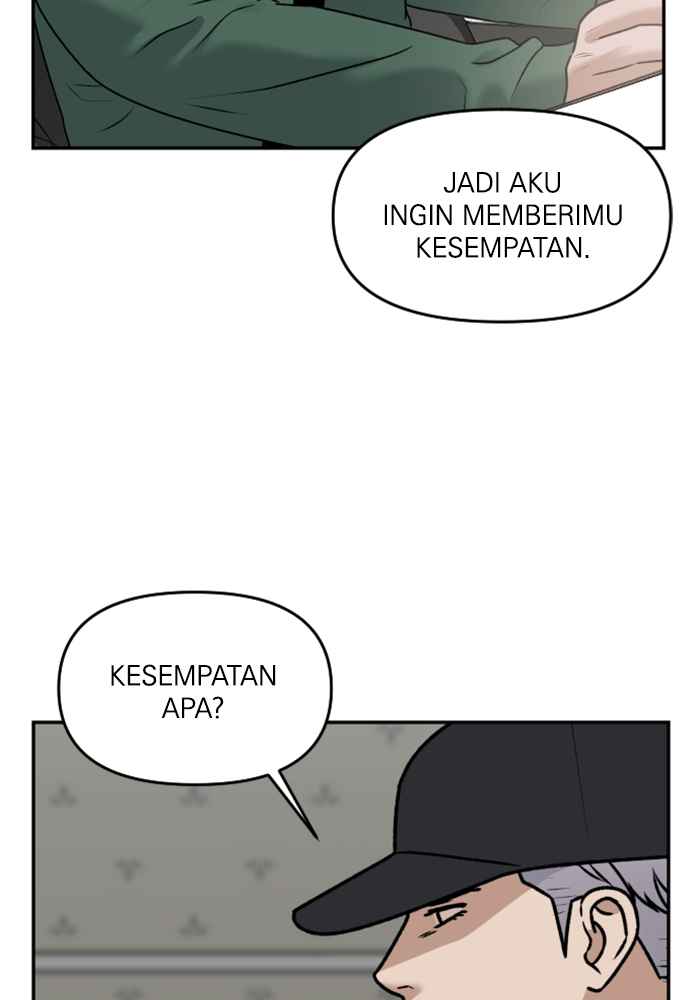 JADI AKU
INGIN MEMBERIMU
KESEMPATAN.
KESEMPATAN
APA?